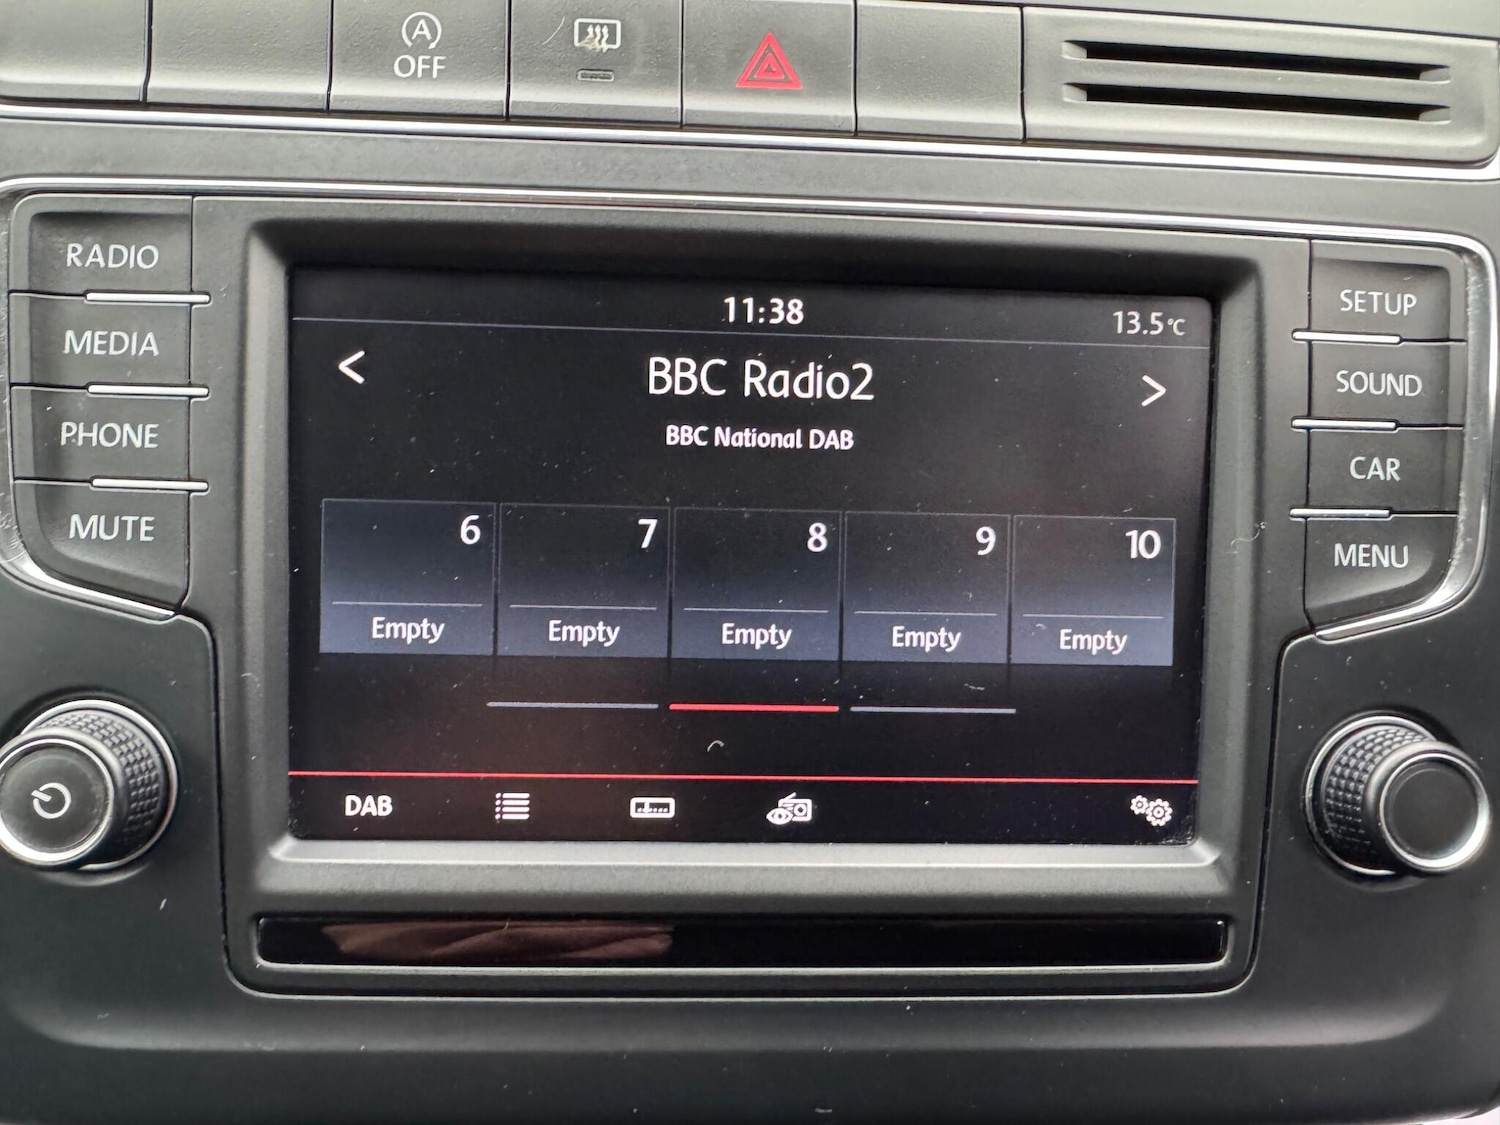 A
OFF
RADIO
MEDIA
PHONE
MUTE
11:38
13.5°C
<
BBC Radio2
>
BBC National DAB
6 7 8 9 10
Empty Empty Empty Empty Empty
DAB
SETUP
SOUND
CAR
MENU